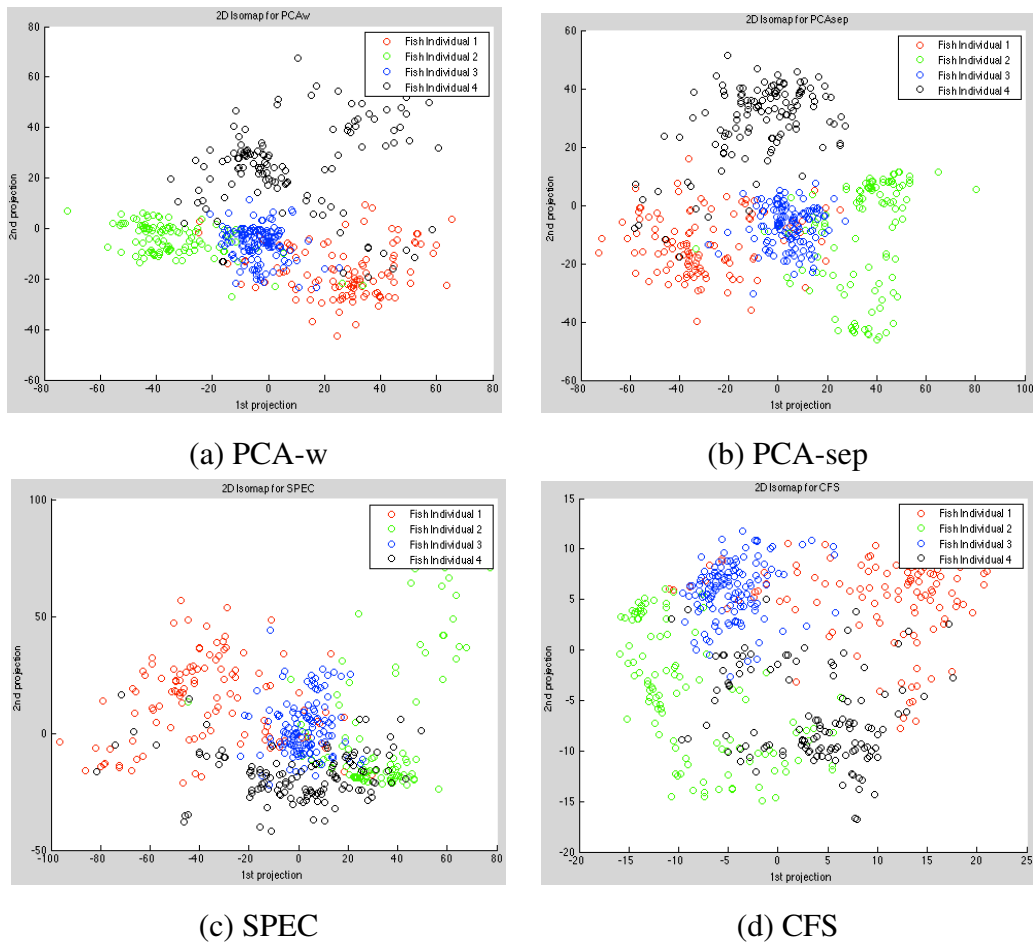 2D Isomap for PCAw
Fish Individual 1
Fish Individual 2
Fish Individual 3
Fish Individual 4
80
60
40
20
0
-20
-40
-60
2nd projection
-80 -60 -40 -20 0 20 40 60 80
1st projection
(a) PCA-w
2D Isomap for PCAsep
Fish Individual 1
Fish Individual 2
Fish Individual 3
Fish Individual 4
60
40
20
0
-20
-40
-60
2nd projection
-80 -60 -40 -20 0 20 40 60 80 100
1st projection
(b) PCA-sep
2D Isomap for SPEC
Fish Individual 1
Fish Individual 2
Fish Individual 3
Fish Individual 4
100
50
0
-50
2nd projection
-100 -80 -60 -40 -20 0 20 40 60 80
1st projection
(c) SPEC
2D Isomap for CFS
Fish Individual 1
Fish Individual 2
Fish Individual 3
Fish Individual 4
15
10
5
0
-5
-10
-15
-20
2nd projection
-20 -15 -10 -5 0 5 10 15 20 25
1st projection
(d) CFS